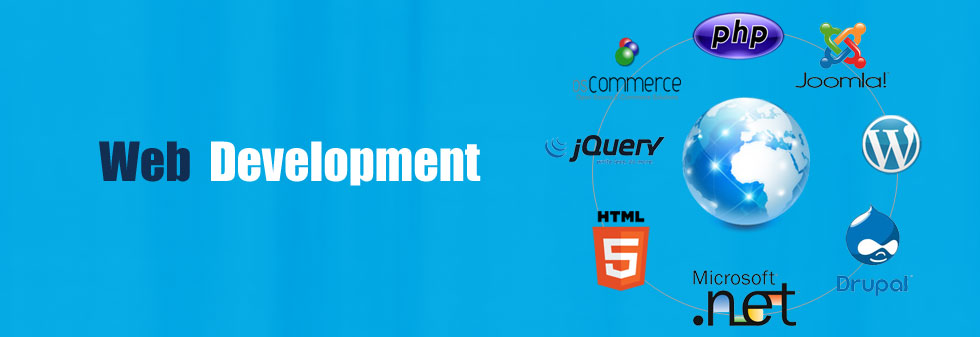 Web Development
php
Joomla!
osCommerce
jQuery
HTML
5
Microsoft
.net
Drupal